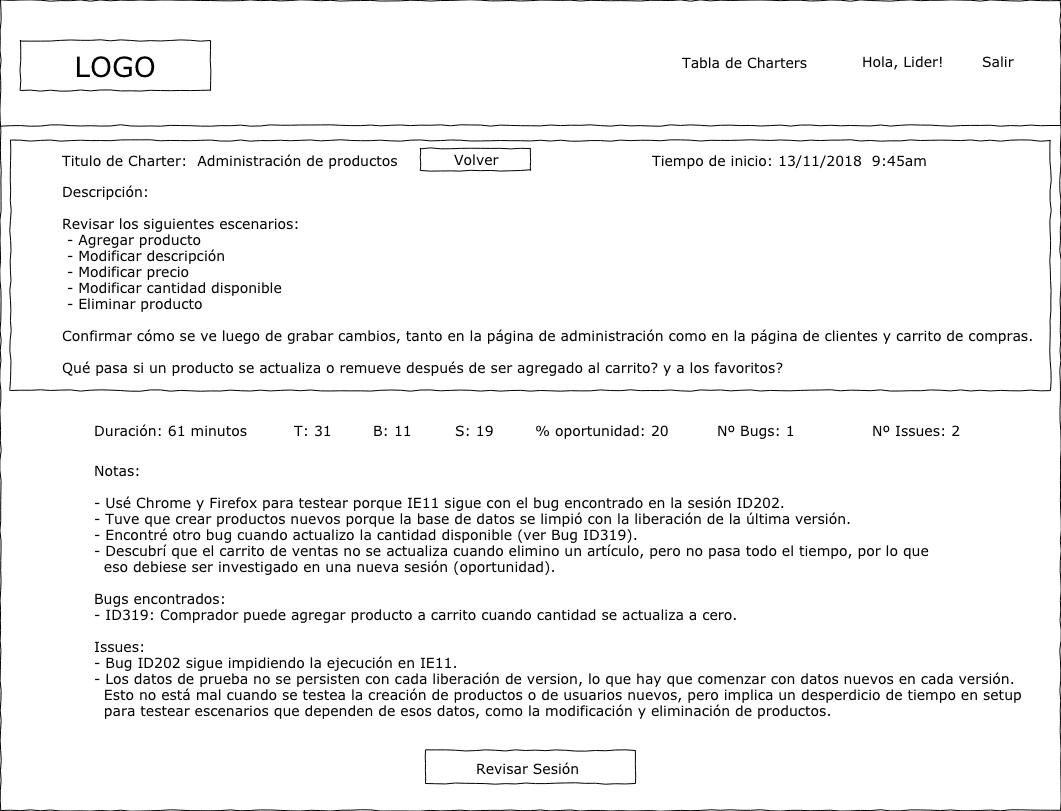 LOGO
Tabla de Charters
Hola, Lider!
Salir
Titulo de Charter: Administración de productos
Volver
Tiempo de inicio: 13/11/2018 9:45am
Descripción:
Revisar los siguientes escenarios:
- Agregar producto
- Modificar descripción
- Modificar precio
- Modificar cantidad disponible
- Eliminar producto
Confirmar cómo se ve luego de grabar cambios, tanto en la página de administración como en la página de clientes y carrito de compras.
Qué pasa si un producto se actualiza o remueve después de ser agregado al carrito? y a los favoritos?
Duración: 61 minutos
T: 31
B: 11
S: 19
% oportunidad: 20
Nº Bugs: 1
Nº Issues: 2
Notas:
- Usé Chrome y Firefox para testear porque IE11 sigue con el bug encontrado en la sesión ID202.
- Tuve que crear productos nuevos porque la base de datos se limpió con la liberación de la última versión.
- Encontré otro bug cuando actualizo la cantidad disponible (ver Bug ID319).
- Descubrí que el carrito de ventas no se actualiza cuando elimino un artículo, pero no pasa todo el tiempo, por lo que
eso debiese ser investigado en una nueva sesión (oportunidad).
Bugs encontrados:
- ID319: Comprador puede agregar producto a carrito cuando cantidad se actualiza a cero.
Issues:
- Bug ID202 sigue impidiendo la ejecución en IE11.
- Los datos de prueba no se persisten con cada liberación de version, lo que hay que comenzar con datos nuevos en cada versión.
Esto no está mal cuando se testea la creación de productos o de usuarios nuevos, pero implica un desperdicio de tiempo en setup
para testear escenarios que dependen de esos datos, como la modificación y eliminación de productos.
Revisar Sesión